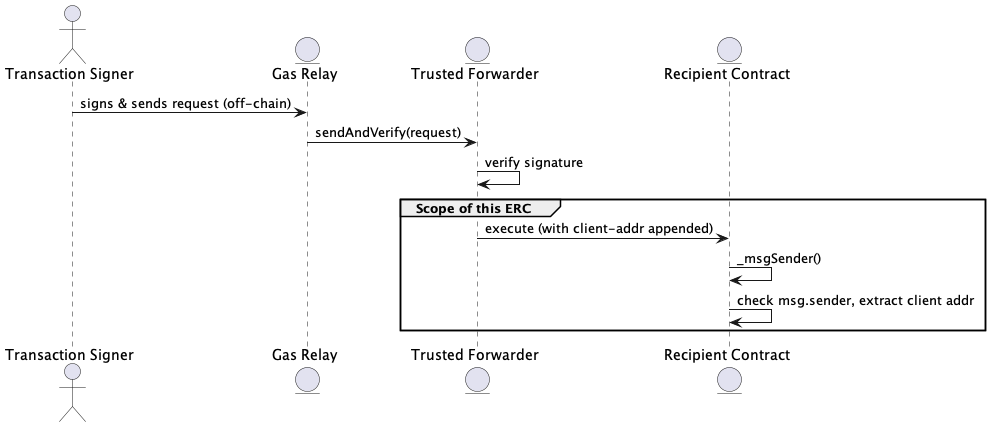 Transaction Signer
Gas Relay
Trusted Forwarder
Recipient Contract
signs & sends request (off-chain)
sendAndVerify(request)
verify signature
Scope of this ERC
execute (with client-addr appended)
_msgSender()
check msg.sender, extract client addr
Transaction Signer
Gas Relay
Trusted Forwarder
Recipient Contract